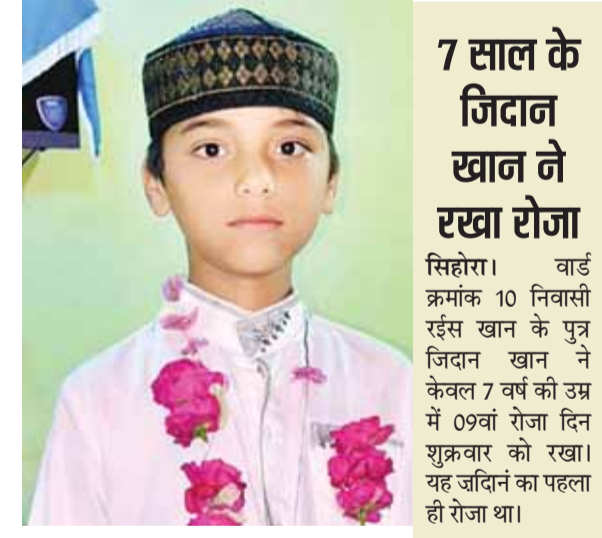 7 साल के
जिदान
खान ने
रखा रोजा
सिहोरा। वार्ड
क्रमांक 10 निवासी
रईस खान के पुत्र
जिदान खान ने
केवल 7 वर्ष की उम्र
में 09वां रोजा दिन
शुक्रवार को रखा।
यह जदिानं का पहला
ही रोजा था।